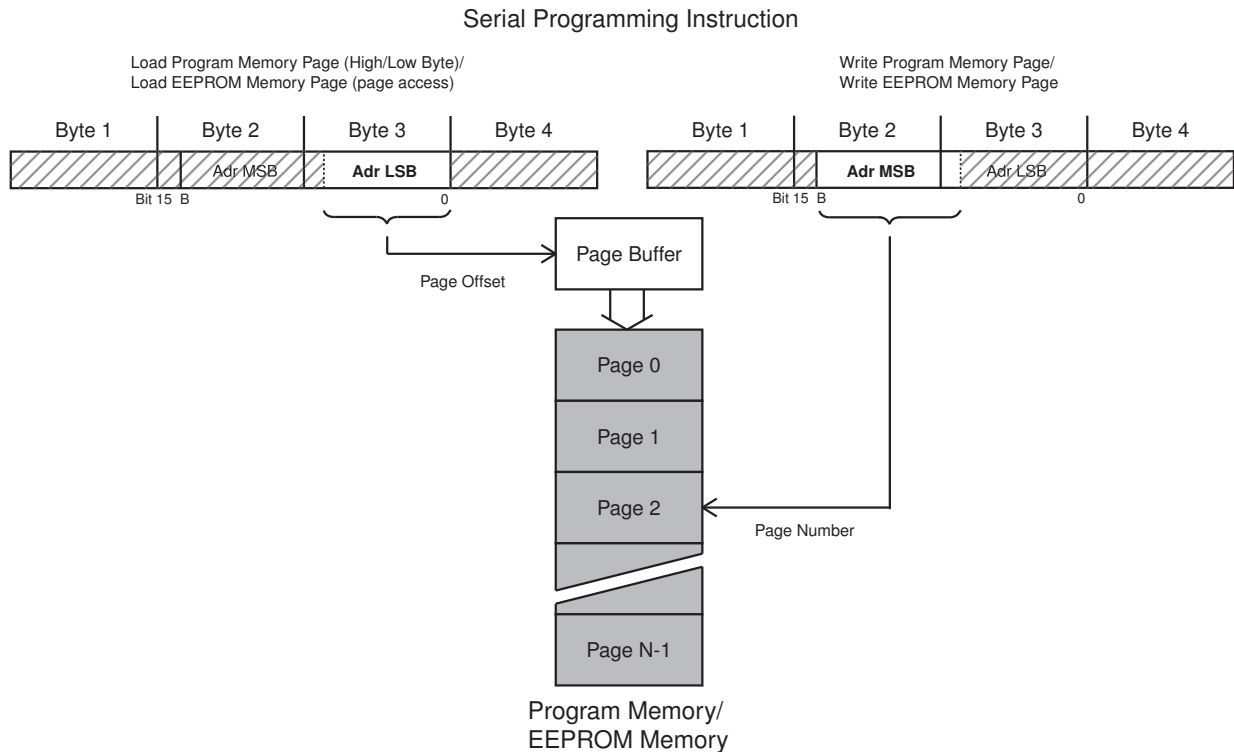 Serial Programming Instruction
Load Program Memory Page (High/Low Byte)/
Load EEPROM Memory Page (page access)
Write Program Memory Page/
Write EEPROM Memory Page
Byte 1 Byte 2 Byte 3 Byte 4
Byte 1 Byte 2 Byte 3 Byte 4
Adr MSB Adr LSB
Adr MSB Adr LSB
Bit 15 B 0
Bit 15 B 0
Page Buffer
Page Offset
Page 0
Page 1
Page 2
Page Number
Page N-1
Program Memory/
EEPROM Memory